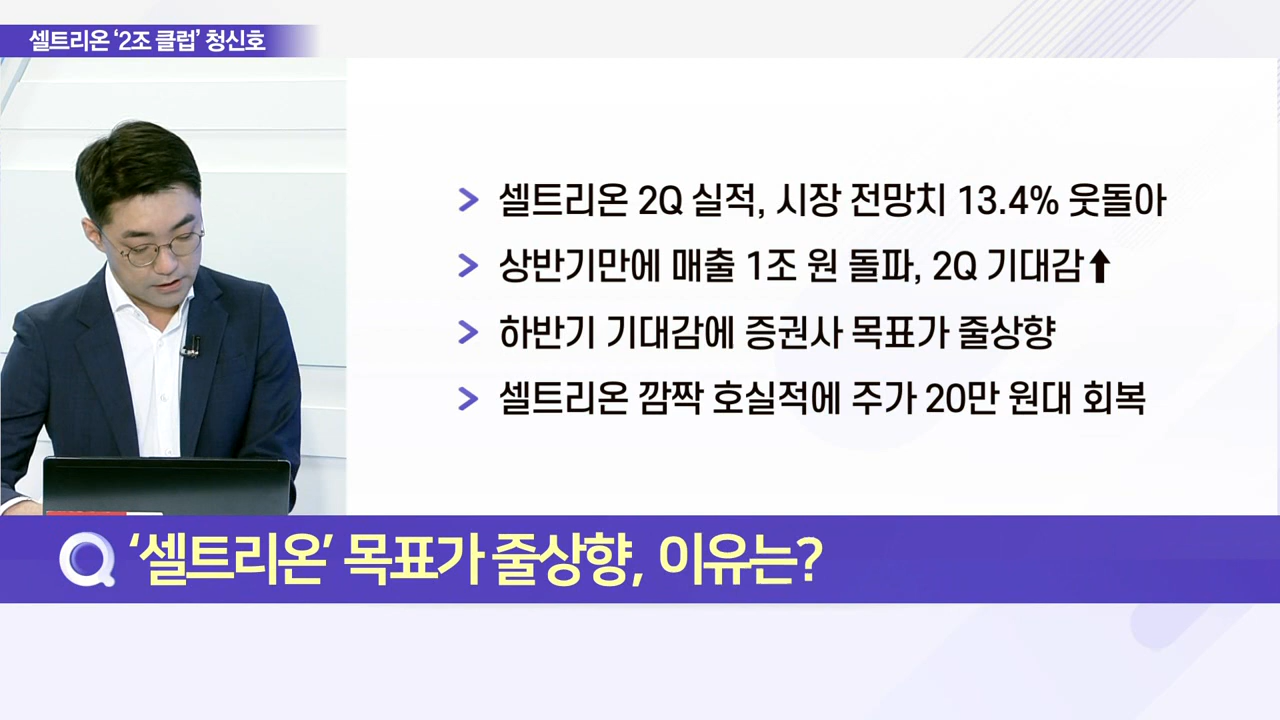 셀트리온 ‘2조 클럽’ 청신호
> 셀트리온 2Q 실적, 시장 전망치 13.4% 웃돌아
> 상반기만에 매출 1조 원 돌파, 2Q 기대감⬆
> 하반기 기대감에 증권사 목표가 줄상향
> 셀트리온 깜짝 호실적에 주가 20만 원대 회복
Q ‘셀트리온’ 목표가 줄상향, 이유는?